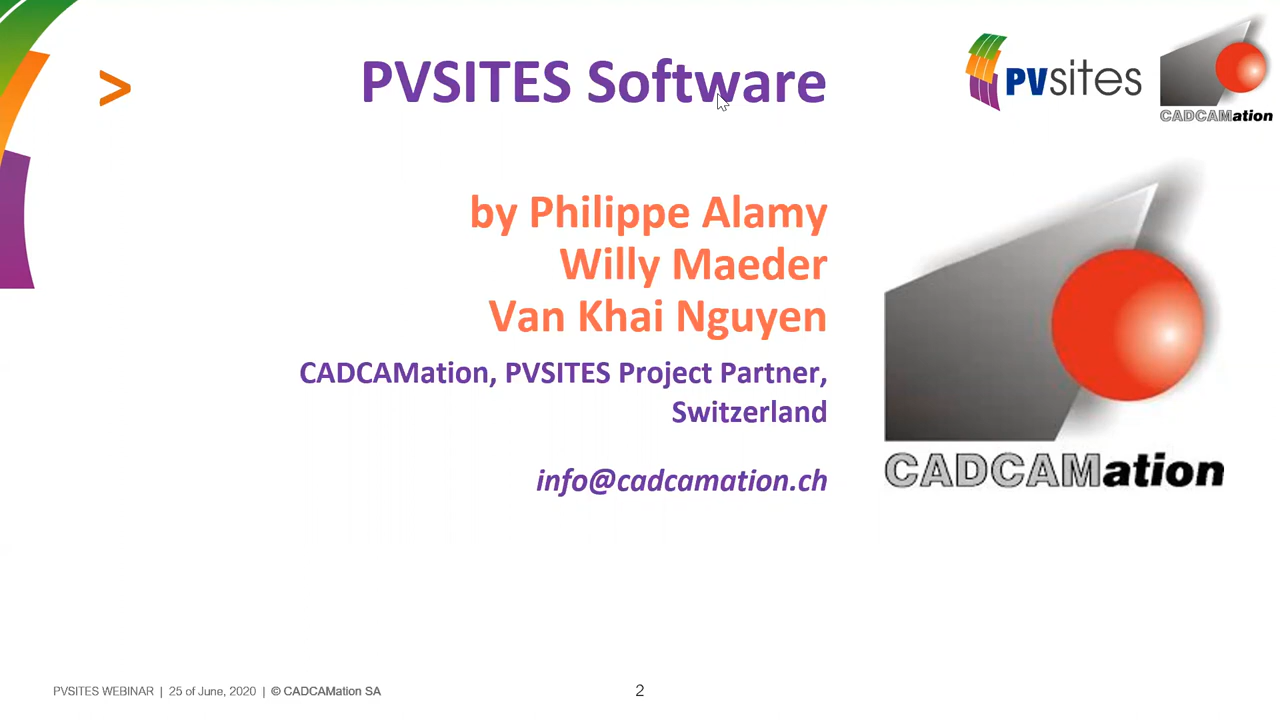 >
PVSITES Software
PVsites
CADCAMation
by Philippe Alamy
Willy Maeder
Van Khai Nguyen
CADCAMation, PVSITES Project Partner,
Switzerland
info@cadcamation.ch
CADCAMation
PVSITES WEBINAR | 25 of June, 2020 | © CADCAMation SA
2